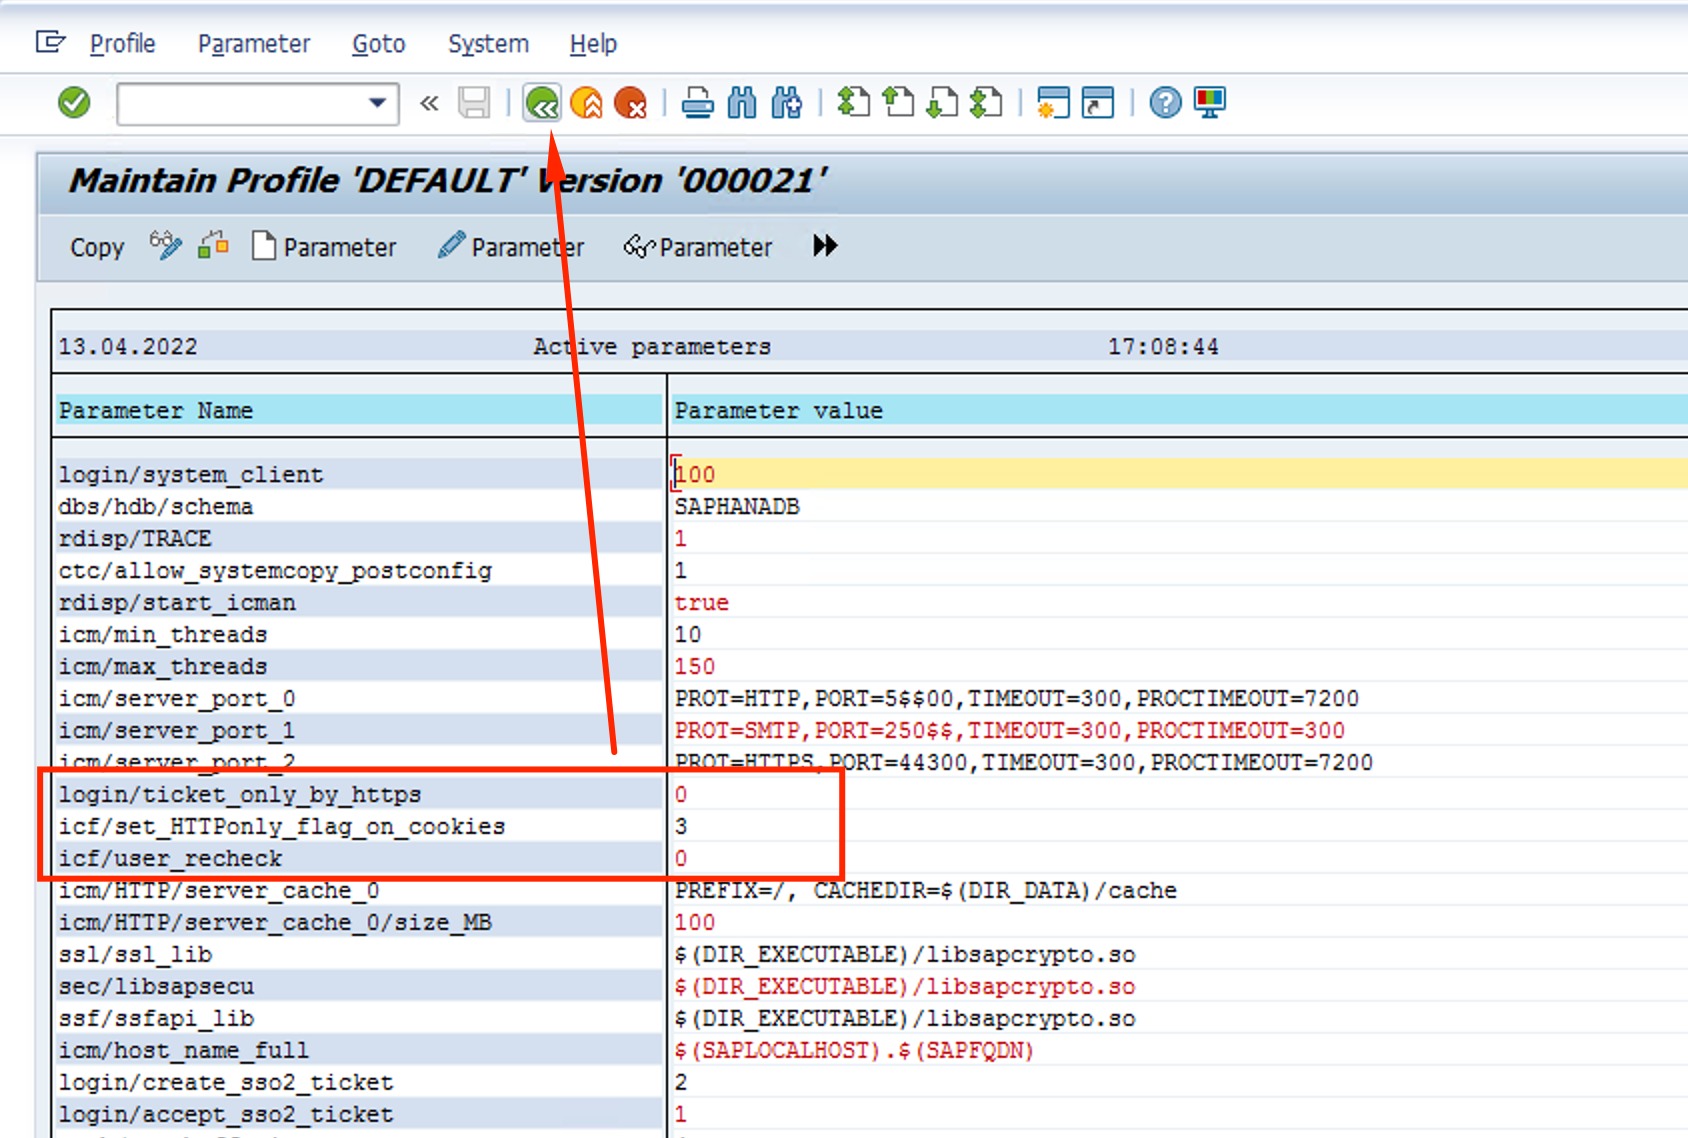 Profile Parameter Goto System Help
Maintain Profile 'DEFAULT' Version '000021'
Copy Parameter Parameter Parameter
13.04.2022 Active parameters 17:08:44
Parameter Name Parameter value
login/system_client 100
dbs/hdb/schema SAPHANADB
rdisp/TRACE 1
ctc/allow_systemcopy_postconfig 1
rdisp/start_icman true
icm/min_threads 10
icm/max_threads 150
icm/server_port_0 PROT=HTTP,PORT=5$$00,TIMEOUT=300,PROCTIMEOUT=7200
icm/server_port_1 PROT=SMTP,PORT=250$$,TIMEOUT=300,PROCTIMEOUT=300
icm/server_port_2 PROT=HTTPS,PORT=44300,TIMEOUT=300,PROCTIMEOUT=7200
login/ticket_only_by_https 0
icf/set_HTTPonly_flag_on_cookies 3
icf/user_recheck 0
icm/HTTP/server_cache_0 PREFIX=/, CACHEDIR=$(DIR_DATA)/cache
icm/HTTP/server_cache_0/size_MB 100
ssl/ssl_lib $(DIR_EXECUTABLE)/libsapcrypto.so
sec/libsapsecu $(DIR_EXECUTABLE)/libsapcrypto.so
ssf/ssfapi_lib $(DIR_EXECUTABLE)/libsapcrypto.so
icm/host_name_full $(SAPLOCALHOST).$(SAPFQDN)
login/create_sso2_ticket 2
login/accept_sso2_ticket 1